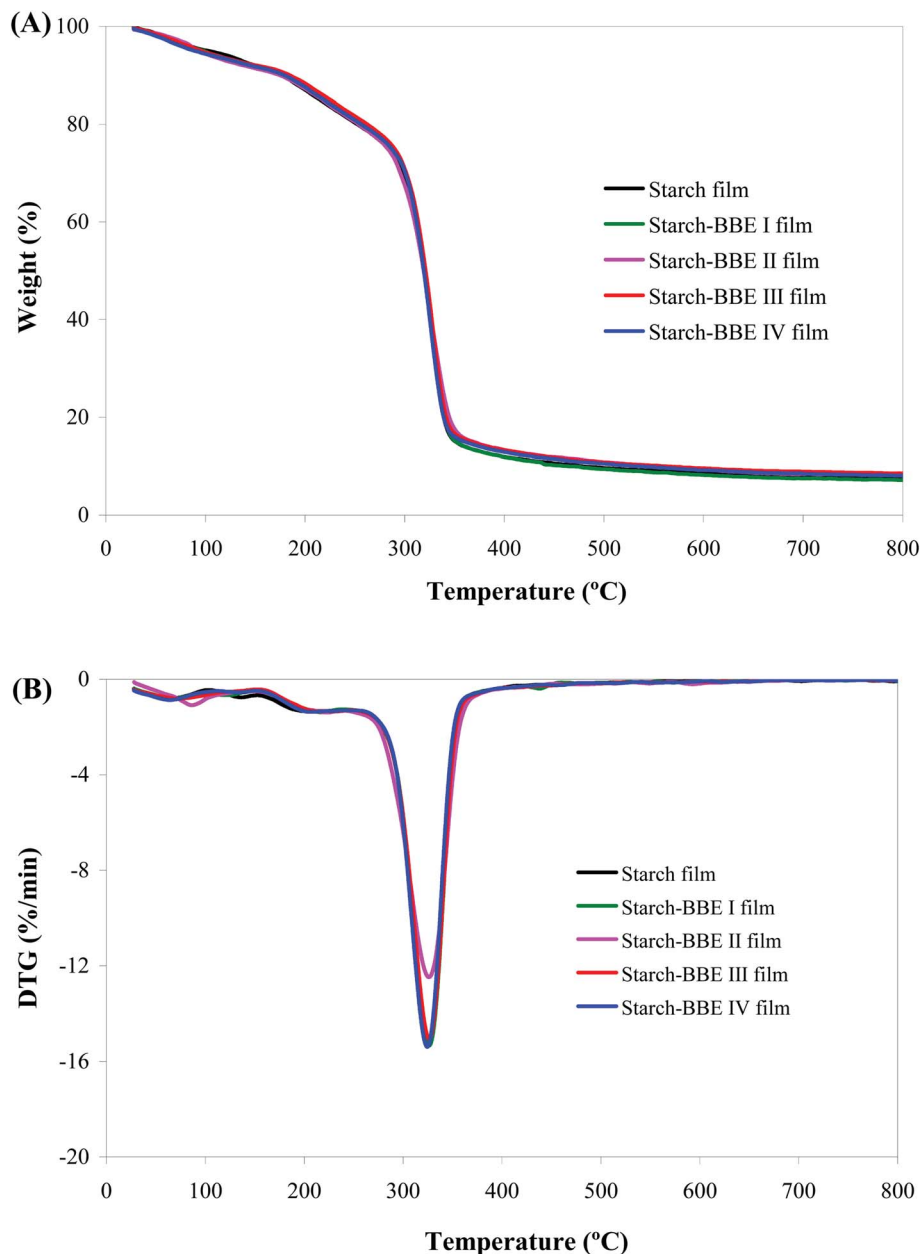 (A)
100
80
60
40
20
0
Weight (%)
Starch film
Starch-BBE I film
Starch-BBE II film
Starch-BBE III film
Starch-BBE IV film
0 100 200 300 400 500 600 700 800
Temperature (ºC)
(B)
0
-4
-8
-12
-16
-20
DTG (%/min)
Starch film
Starch-BBE I film
Starch-BBE II film
Starch-BBE III film
Starch-BBE IV film
0 100 200 300 400 500 600 700 800
Temperature (ºC)